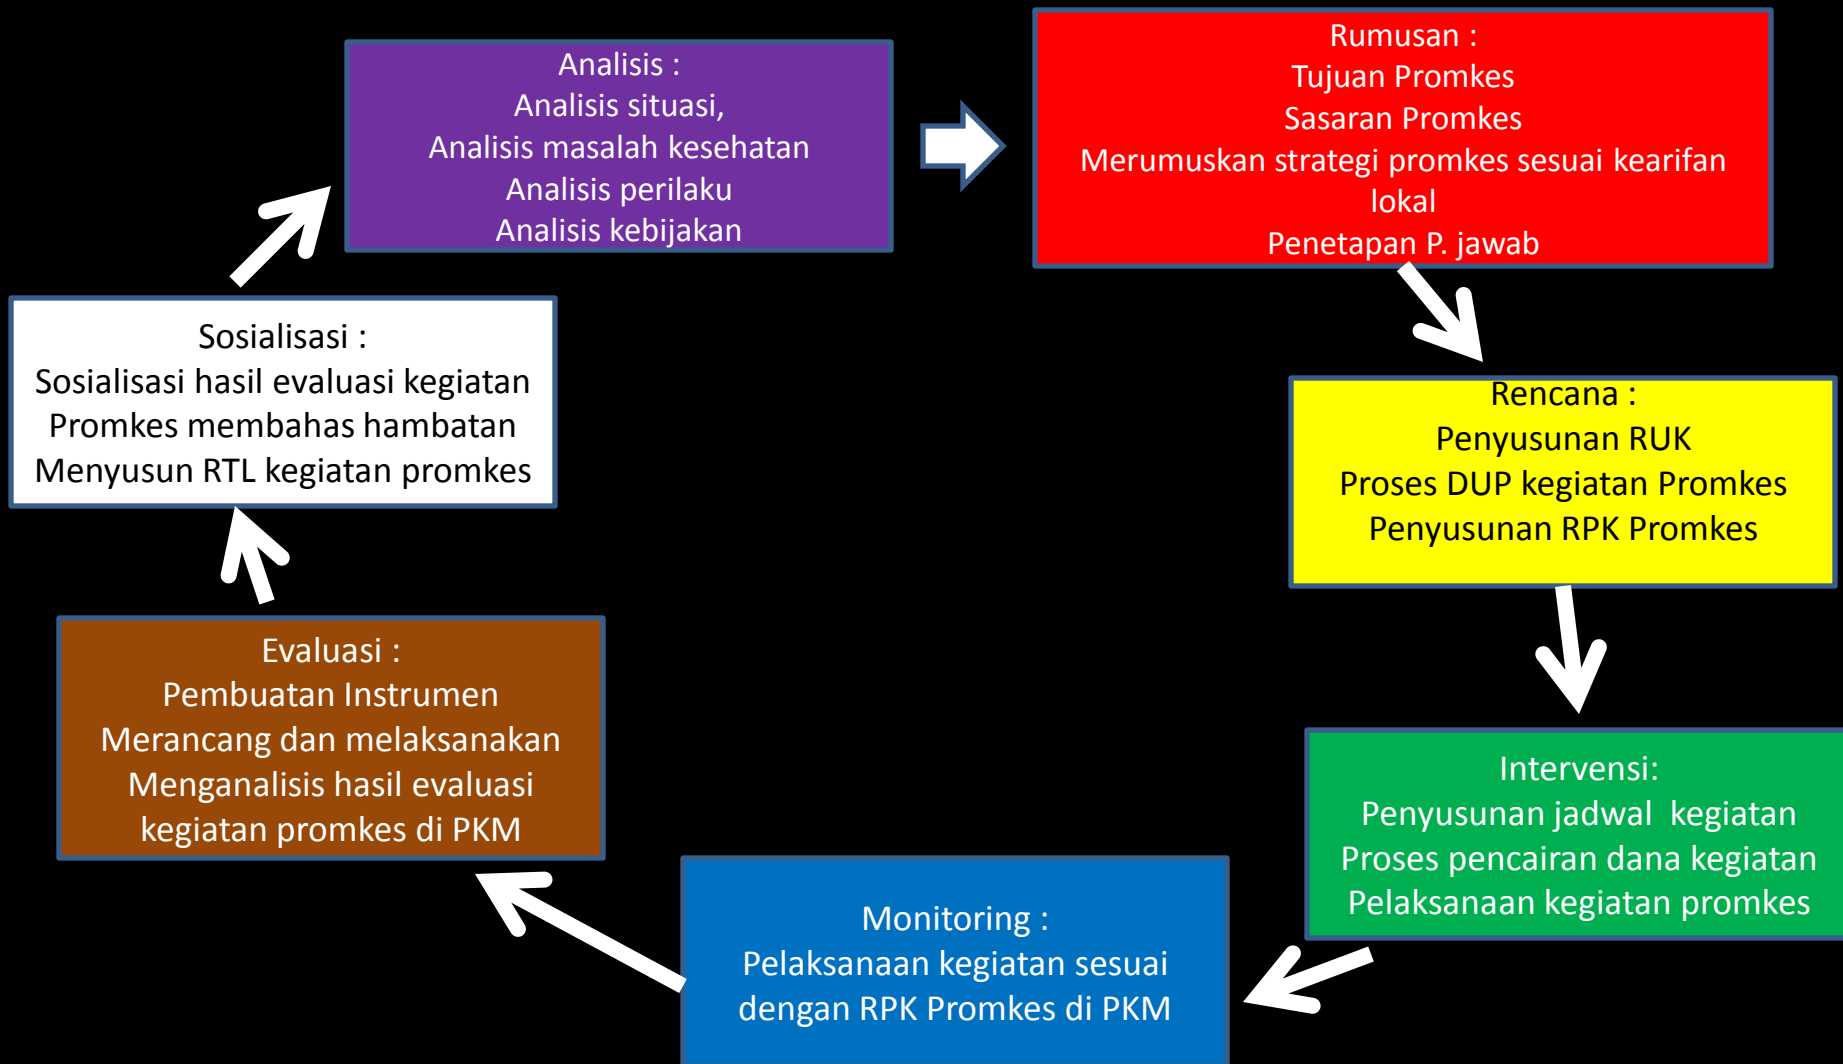 Analisis :
Analisis situasi,
Analisis masalah kesehatan
Analisis perilaku
Analisis kebijakan
Rumusan :
Tujuan Promkes
Sasaran Promkes
Merumuskan strategi promkes sesuai kearifan
lokal
Penetapan P. jawab
Rencana :
Penyusunan RUK
Proses DUP kegiatan Promkes
Penyusunan RPK Promkes
Intervensi:
Penyusunan jadwal kegiatan
Proses pencairan dana kegiatan
Pelaksanaan kegiatan promkes
Monitoring :
Pelaksanaan kegiatan sesuai
dengan RPK Promkes di PKM
Evaluasi :
Pembuatan Instrumen
Merancang dan melaksanakan
Menganalisis hasil evaluasi
kegiatan promkes di PKM
Sosialisasi :
Sosialisasi hasil evaluasi kegiatan
Promkes membahas hambatan
Menyusun RTL kegiatan promkes